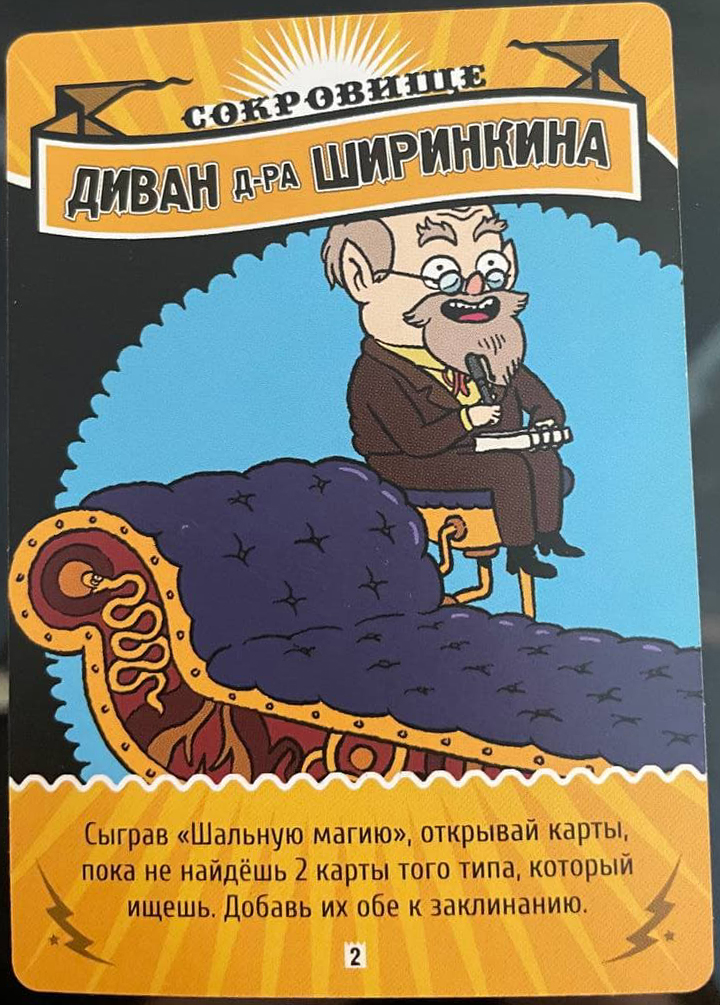 СОКРОВИЩЕ
ДИВАН Д-РА ШИРИНКИНА
Сыграв «Шальную магию», открывай карты,
пока не найдёшь 2 карты того типа, который
ищешь. Добавь их обе к заклинанию.
2